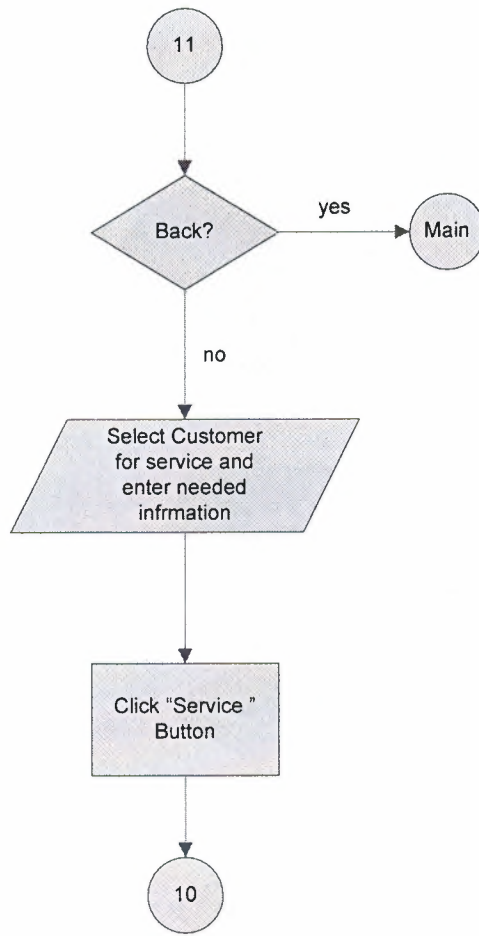 11
Back?
yes
Main
no
Select Customer
for service and
enter needed
infrmation
Click “Service ”
Button
10